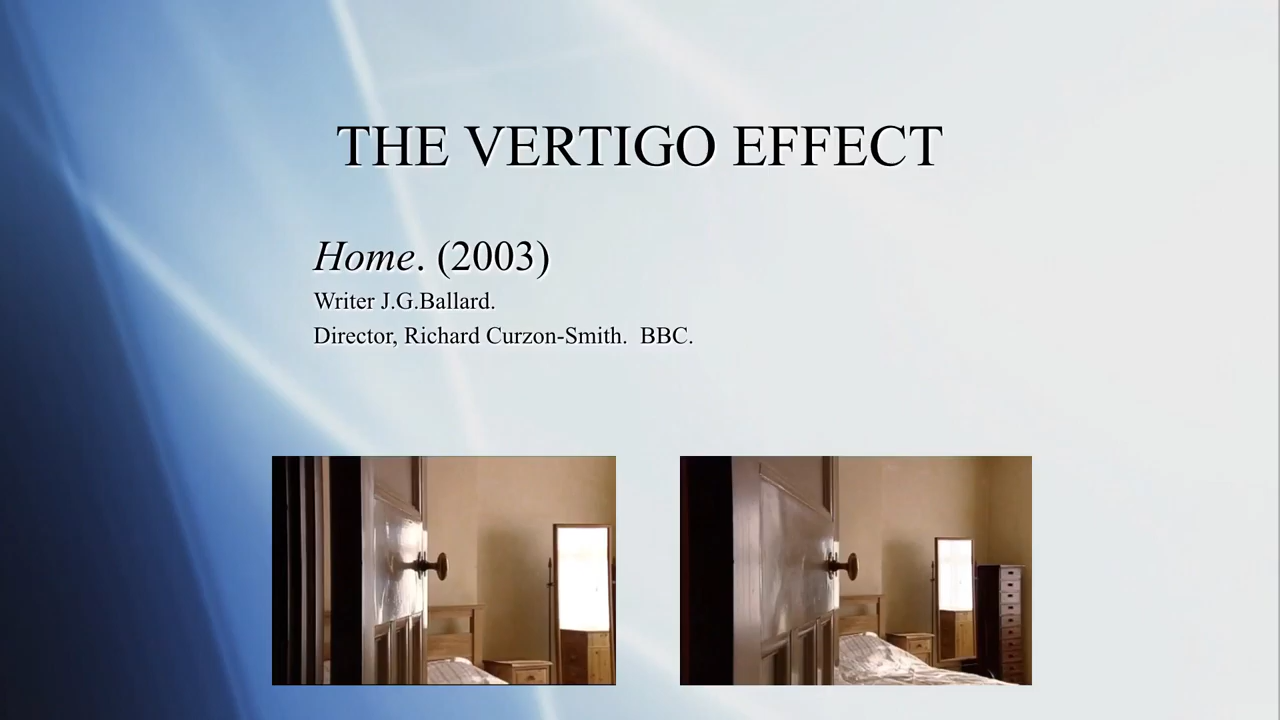 THE VERTIGO EFFECT
Home. (2003)
Writer J.G.Ballard.
Director, Richard Curzon-Smith.  BBC.